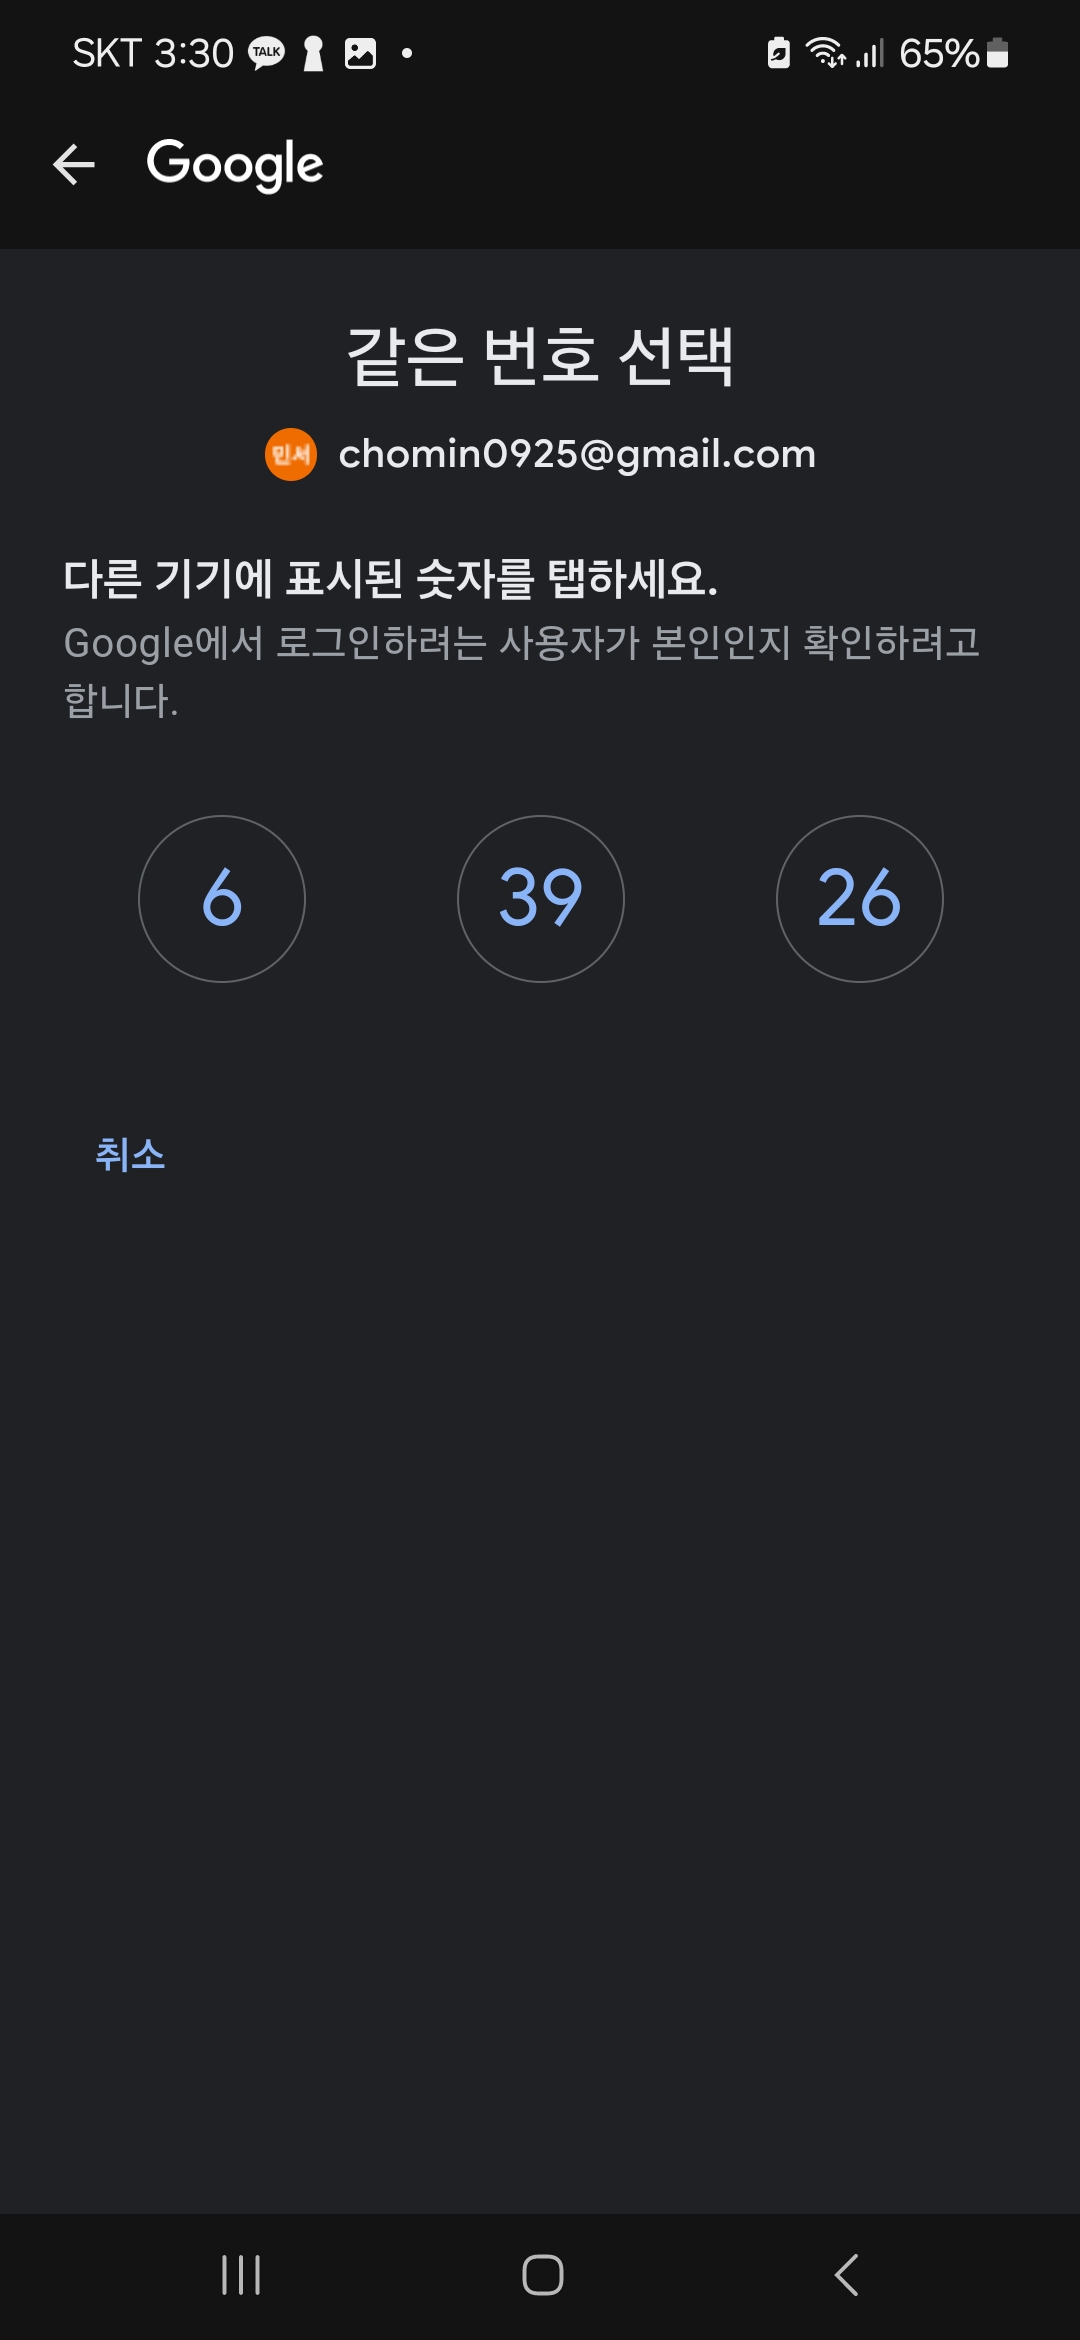 SKT 3:30 TALK 65%
Google
같은 번호 선택
민서 chomin0925@gmail.com
다른 기기에 표시된 숫자를 탭하세요.
Google에서 로그인하려는 사용자가 본인인지 확인하려고
합니다.
6 39 26
취소